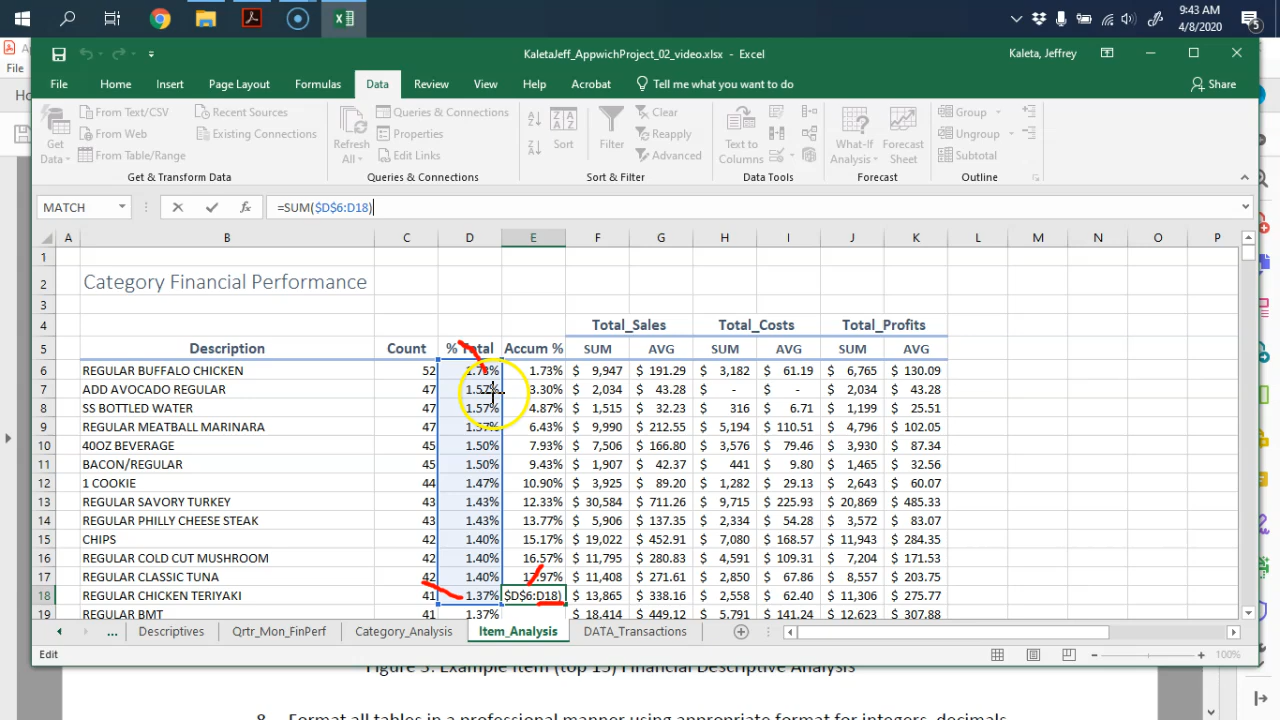 9:43 AM
4/8/2020
5
KaletaJeff_AppwichProject_02_video.xlsx - Excel
Kaleta, Jeffrey
File
File Home Insert Page Layout Formulas Data Review View Help Acrobat Tell me what you want to do Share
Get Data
From Text/CSV
From Web
From Table/Range
Recent Sources
Existing Connections
Get & Transform Data
Refresh All
Queries & Connections
Properties
Edit Links
Queries & Connections
Sort
Filter
Clear
Reapply
Advanced
Sort & Filter
Text to Columns
Data Tools
What-If Analysis
Forecast Sheet
Forecast
Group
Ungroup
Subtotal
Outline
MATCH =SUM($D$6:D18)
A B C D E F G H I J K L M N O P
1
2 Category Financial Performance
3
4 Total_Sales Total_Costs Total_Profits
5 Description Count % Total Accum % SUM AVG SUM AVG SUM AVG
6 REGULAR BUFFALO CHICKEN 52 1.73% 1.73% $ 9,947 $ 191.29 $ 3,182 $ 61.19 $ 6,765 $ 130.09
7 ADD AVOCADO REGULAR 47 1.57% 3.30% $ 2,034 $ 43.28 $ - $ - $ 2,034 $ 43.28
8 SS BOTTLED WATER 47 1.57% 4.87% $ 1,515 $ 32.23 $ 316 $ 6.71 $ 1,199 $ 25.51
9 REGULAR MEATBALL MARINARA 47 1.57% 6.43% $ 9,990 $ 212.55 $ 5,194 $ 110.51 $ 4,796 $ 102.05
10 40OZ BEVERAGE 45 1.50% 7.93% $ 7,506 $ 166.80 $ 3,576 $ 79.46 $ 3,930 $ 87.34
11 BACON/REGULAR 45 1.50% 9.43% $ 1,907 $ 42.37 $ 441 $ 9.80 $ 1,465 $ 32.56
12 1 COOKIE 44 1.47% 10.90% $ 3,925 $ 89.20 $ 1,282 $ 29.13 $ 2,643 $ 60.07
13 REGULAR SAVORY TURKEY 43 1.43% 12.33% $ 30,584 $ 711.26 $ 9,715 $ 225.93 $ 20,869 $ 485.33
14 REGULAR PHILLY CHEESE STEAK 43 1.43% 13.77% $ 5,906 $ 137.35 $ 2,334 $ 54.28 $ 3,572 $ 83.07
15 CHIPS 42 1.40% 15.17% $ 19,022 $ 452.91 $ 7,080 $ 168.57 $ 11,943 $ 284.35
16 REGULAR COLD CUT MUSHROOM 42 1.40% 16.57% $ 11,795 $ 280.83 $ 4,591 $ 109.31 $ 7,204 $ 171.53
17 REGULAR CLASSIC TUNA 42 1.40% 17.97% $ 11,408 $ 271.61 $ 2,850 $ 67.86 $ 8,557 $ 203.75
18 REGULAR CHICKEN TERIYAKI 41 1.37% $D$6:D18) $ 13,865 $ 338.16 $ 2,558 $ 62.40 $ 11,306 $ 275.77
19 REGULAR BMT 41 1.37% $ 18,414 $ 449.12 $ 5,791 $ 141.24 $ 12,623 $ 307.88
... Descriptives Qrtr_Mon_FinPerf Category_Analysis Item_Analysis DATA_Transactions
Edit 100%
Figure 3: Example Item (top 15) Financial Descriptive Analysis
8. Format all tables in a professional manner using appropriate format for integers, decimals